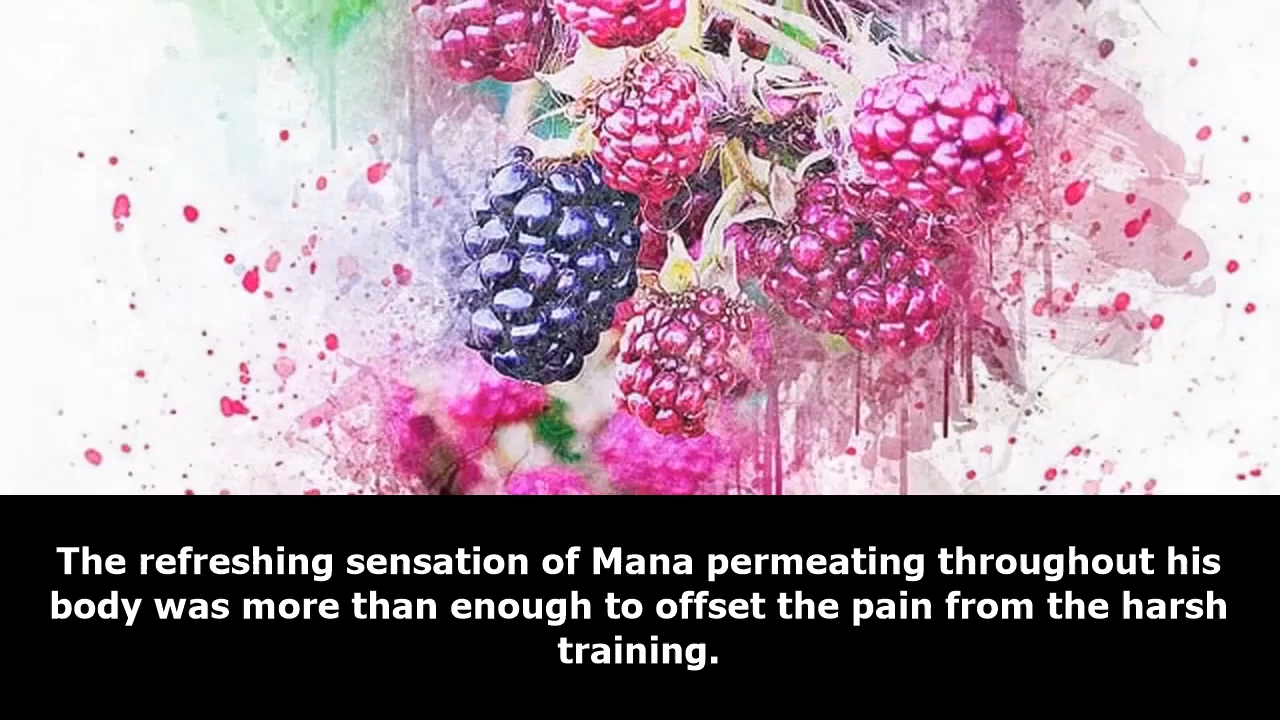 The refreshing sensation of Mana permeating throughout his
body was more than enough to offset the pain from the harsh
training.